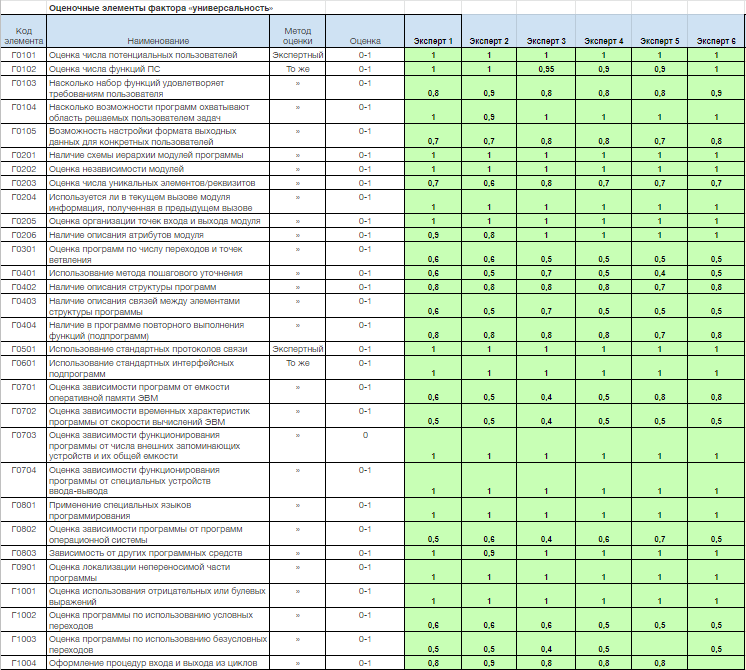 Оценочные элементы фактора «универсальность»
Код элемента Наименование Метод оценки Оценка Эксперт 1 Эксперт 2 Эксперт 3 Эксперт 4 Эксперт 5 Эксперт 6
Г0101 Оценка числа потенциальных пользователей Экспертный 0-1 1 1 1 1 1 1
Г0102 Оценка числа функций ПС То же 0-1 1 1 0,95 0,9 0,9 1
Г0103 Насколько набор функций удовлетворяет » 0-1
требованиям пользователя 0,8 0,9 0,8 0,8 0,8 0,9
Г0104 Насколько возможности программ охватывают » 0-1
область решаемых пользователем задач 1 0,9 1 1 1 1
Г0105 Возможность настройки формата выходных » 0-1
данных для конкретных пользователей 0,7 0,7 0,8 0,8 0,7 0,8
Г0201 Наличие схемы иерархии модулей программы » 0-1 1 1 1 1 1 1
Г0202 Оценка независимости модулей » 0-1 1 1 1 1 1 1
Г0203 Оценка числа уникальных элементов/реквизитов » 0-1 0,7 0,6 0,8 0,7 0,7 0,7
Г0204 Используется ли в текущем вызове модуля » 0-1
информация, полученная в предыдущем вызове 1 1 1 1 1 1
Г0205 Оценка организации точек входа и выхода модуля » 0-1 1 1 1 1 1 1
Г0206 Наличие описания атрибутов модуля » 0-1 0,9 0,8 1 1 1 1
Г0301 Оценка программ по числу переходов и точек » 0-1
ветвления 0,6 0,6 0,5 0,5 0,5 0,5
Г0401 Использование метода пошагового уточнения » 0-1 0,6 0,5 0,7 0,5 0,4 0,5
Г0402 Наличие описания структуры программ » 0-1 0,8 0,8 0,8 0,8 0,7 0,8
Г0403 Наличие описания связей между элементами » 0-1
структуры программы 0,6 0,5 0,7 0,5 0,5 0,5
Г0404 Наличие в программе повторного выполнения » 0-1
функций (подпрограмм) 0,8 0,8 0,8 0,8 0,7 0,8
Г0501 Использование стандартных протоколов связи Экспертный 0-1 1 1 1 1 1 1
Г0601 Использование стандартных интерфейсных То же 0-1
подпрограмм 1 1 1 1 1 1
Г0701 Оценка зависимости программ от емкости » 0-1
оперативной памяти ЭВМ 0,6 0,5 0,4 0,5 0,8 0,8
Г0702 Оценка зависимости временных характеристик » 0-1
программы от скорости вычислений ЭВМ 0,5 0,5 0,4 0,5 0,5 0,5
Г0703 Оценка зависимости функционирования » 0
программы от числа внешних запоминающих
устройств и их общей емкости 1 1 1 1 1 1
Г0704 Оценка зависимости функционирования » 0-1
программы от специальных устройств
ввода-вывода 1 1 1 1 1 1
Г0801 Применение специальных языков » 0-1
программирования 1 1 1 1 1 1
Г0802 Оценка зависимости программы от программ » 0-1
операционной системы 0,5 0,6 0,4 0,6 0,7 0,5
Г0803 Зависимость от других программных средств » 0-1 1 0,9 1 1 1 1
Г0901 Оценка локализации непереносимой части » 0-1
программы 1 1 1 1 1 1
Г1001 Оценка использования отрицательных или булевых » 0-1
выражений 1 1 1 1 1 1
Г1002 Оценка программы по использованию условных » 0-1
переходов 0,6 0,6 0,6 0,5 0,5 0,5
Г1003 Оценка программы по использованию безусловных » 0-1
переходов 0,5 0,5 0,4 0,5 0,5
Г1004 Оформление процедур входа и выхода из циклов » 0-1 0,8 0,9 0,8 0,8 0,8